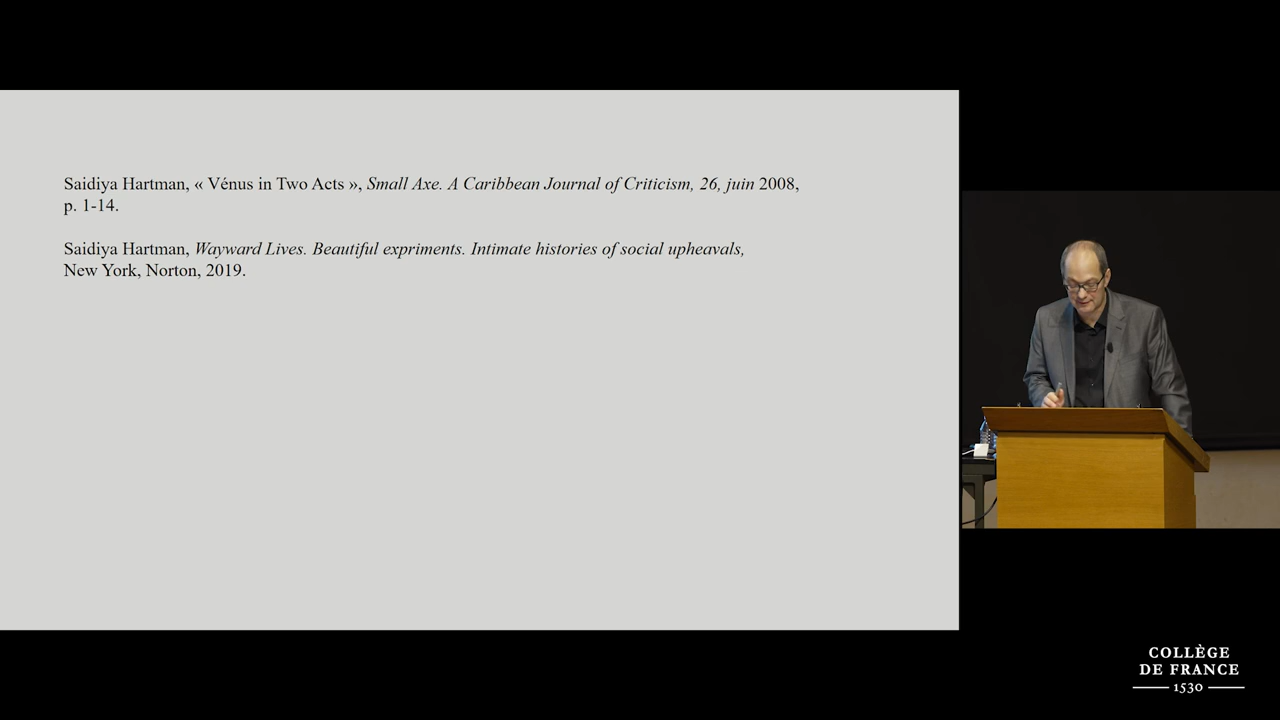 Saidiya Hartman, « Vénus in Two Acts », Small Axe. A Caribbean Journal of Criticism, 26, juin 2008,
p. 1-14.
Saidiya Hartman, Wayward Lives. Beautiful expriments. Intimate histories of social upheavals,
New York, Norton, 2019.
COLLÈGE
DE FRANCE
1530